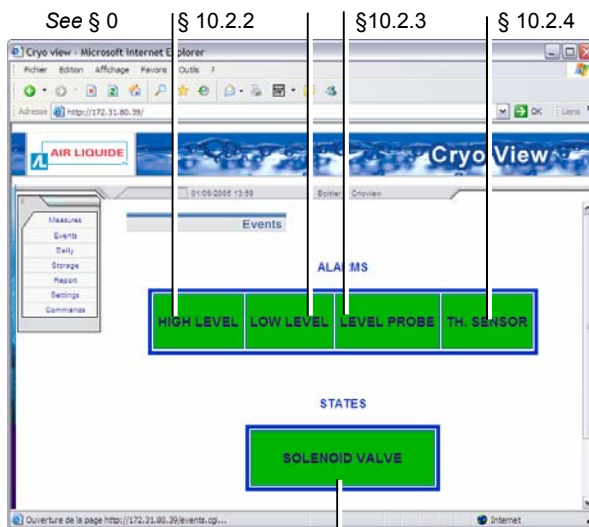 See § 0 § 10.2.2 §10.2.3 § 10.2.4
Cryo view - Microsoft Internet Explorer
Fichier Edition Affichage Favoris Outils ?
Adresse http://172.31.80.39/ OK Liens
AIR LIQUIDE Cryo View
01/09/2005 13:58 Boitier : Cryoview
Measures
Events
Daily
Storage
Report
Settings
Commands
Events
ALARMS
HIGH LEVEL LOW LEVEL LEVEL PROBE TH. SENSOR
STATES
SOLENOID VALVE
Ouverture de la page http://172.31.80.39/events.cgi... Internet